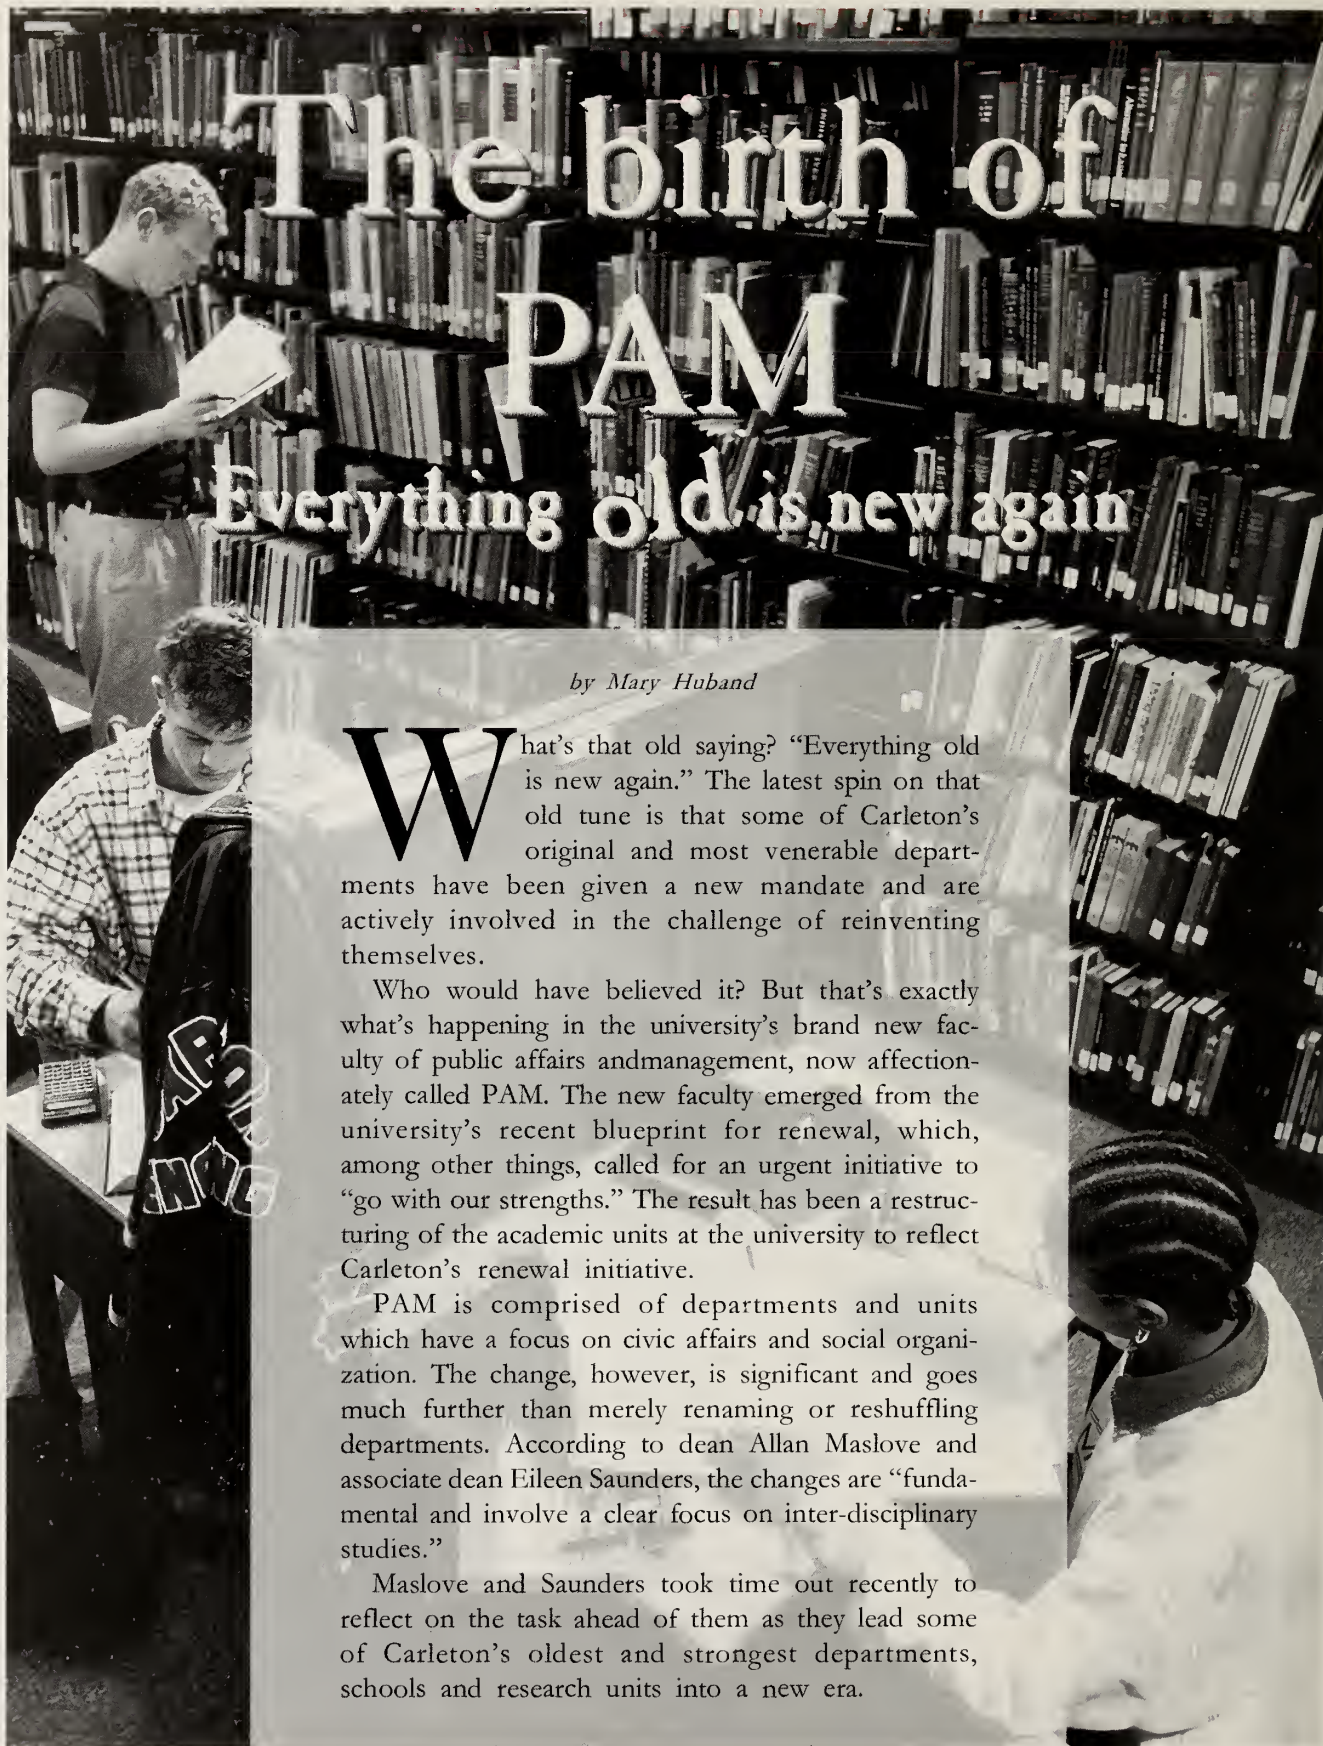 The birth of
PAM
Everything old is new again
by Mary Huband
What's that old saying? “Everything old
is new again.” The latest spin on that
old tune is that some of Carleton's
original and most venerable depart-
ments have been given a new mandate and are
actively involved in the challenge of reinventing
themselves.
Who would have believed it? But that's exactly
what's happening in the university's brand new fac-
ulty of public affairs andmanagement, now affection-
ately called PAM. The new faculty emerged from the
university's recent blueprint for renewal, which,
among other things, called for an urgent initiative to
“go with our strengths.” The result has been a restruc-
turing of the academic units at the university to reflect
Carleton's renewal initiative.
PAM is comprised of departments and units
which have a focus on civic affairs and social organi-
zation. The change, however, is significant and goes
much further than merely renaming or reshuffling
departments. According to dean Allan Maslove and
associate dean Eileen Saunders, the changes are “funda-
mental and involve a clear focus on inter-disciplinary
studies.”
Maslove and Saunders took time out recently to
reflect on the task ahead of them as they lead some
of Carleton's oldest and strongest departments,
schools and research units into a new era.